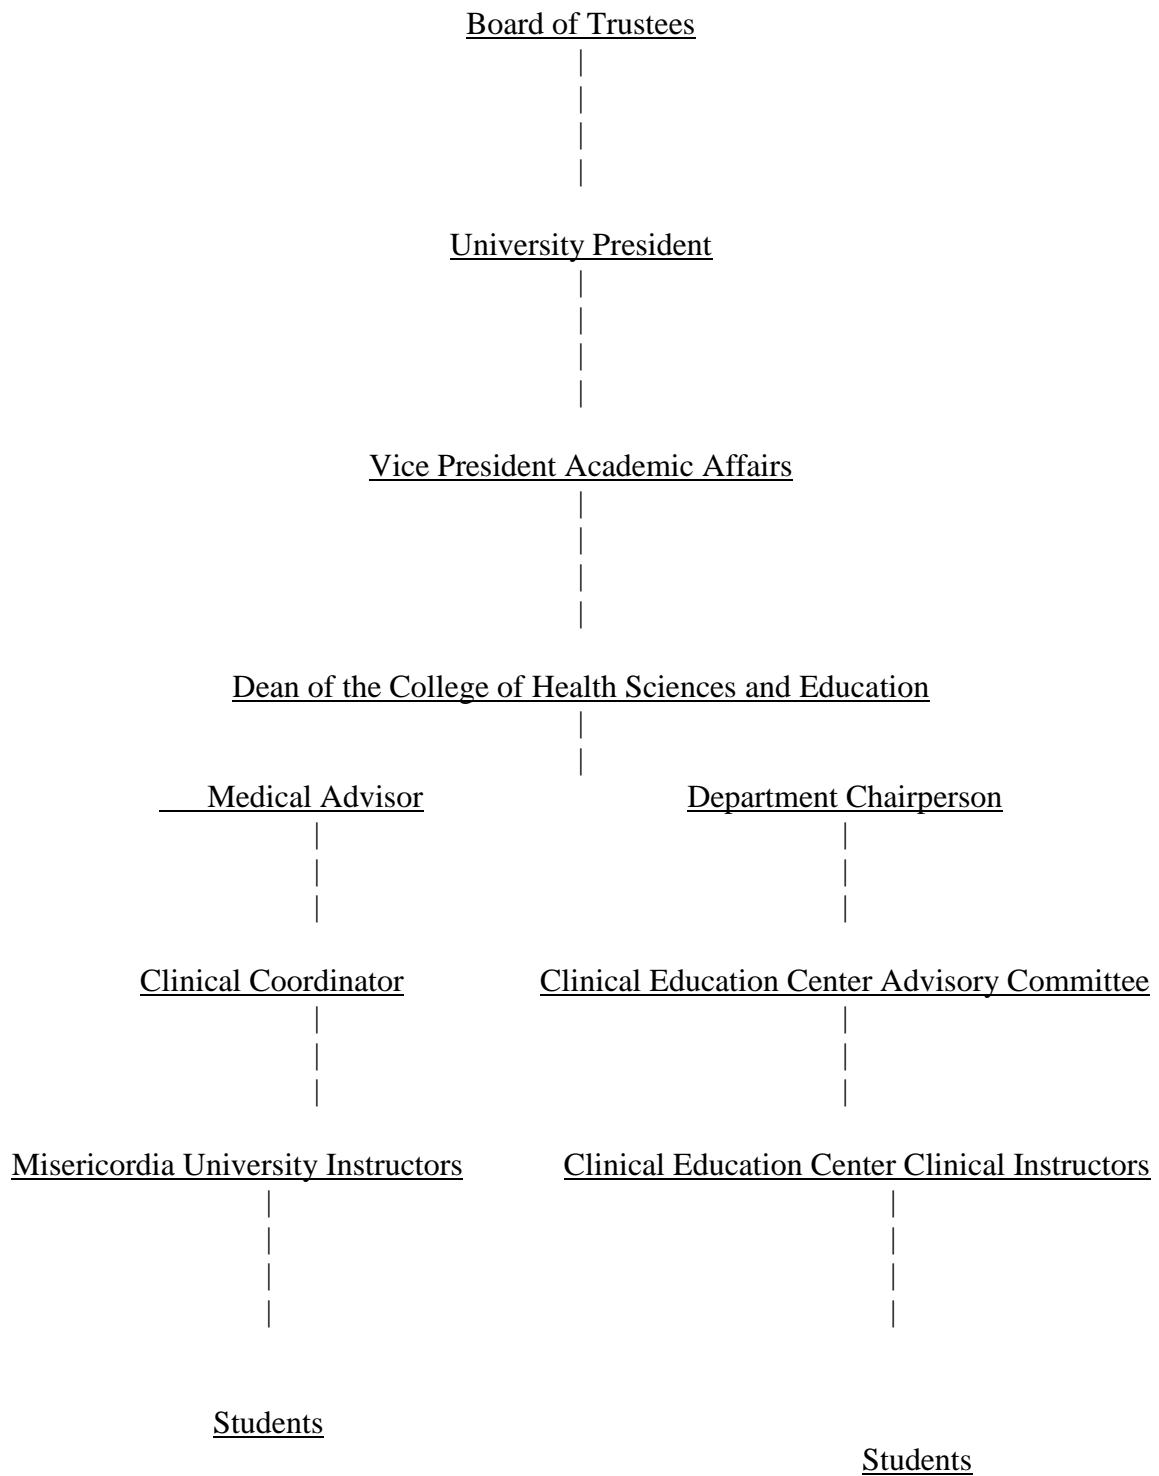 Board of Trustees
University President
Vice President Academic Affairs
Dean of the College of Health Sciences and Education
Medical Advisor Department Chairperson
Clinical Coordinator Clinical Education Center Advisory Committee
Misericordia University Instructors Clinical Education Center Clinical Instructors
Students
Students